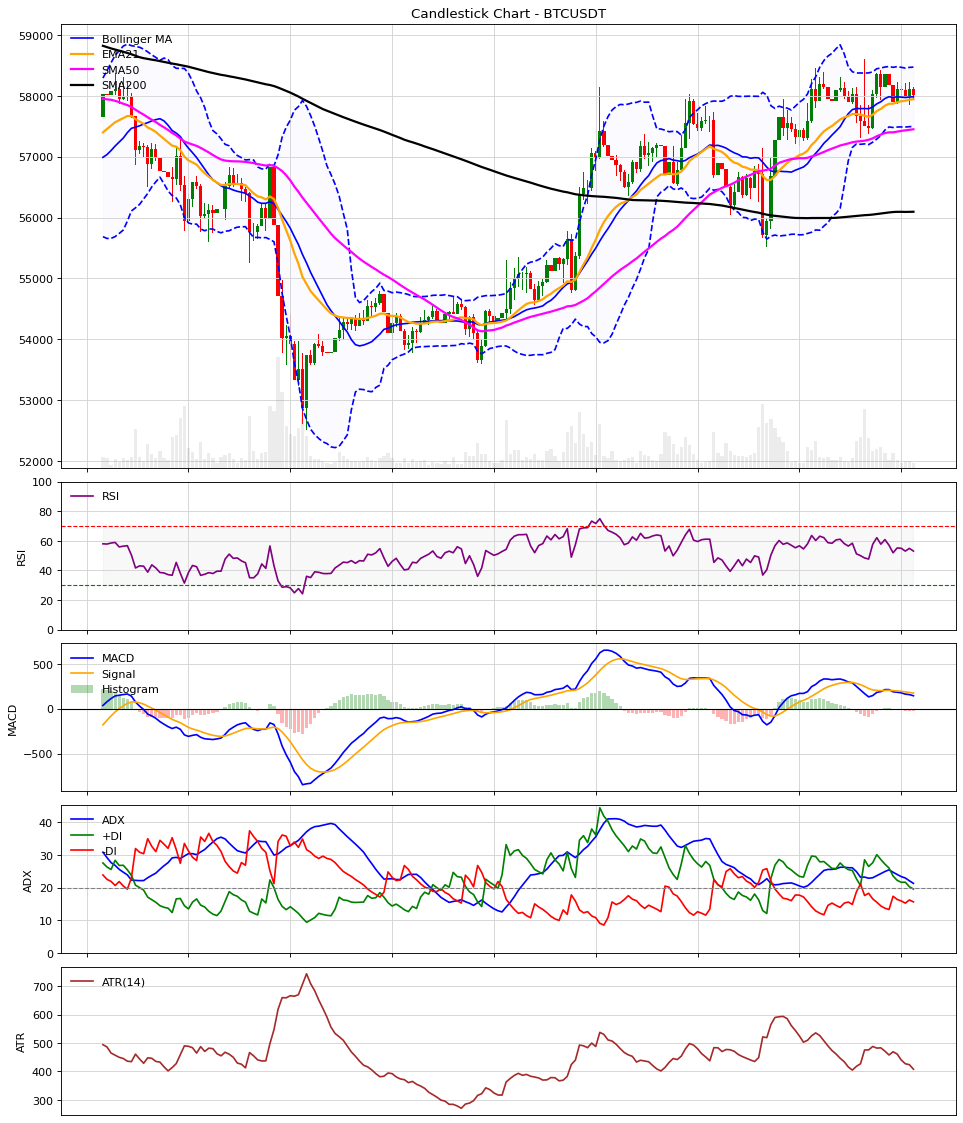 Candlestick Chart - BTCUSDT
59000
58000
57000
56000
55000
54000
53000
52000
Bollinger MA
EMA21
SMA50
SMA200
100
80
60
40
20
0
RSI
RSI
500
0
−500
MACD
MACD
Signal
Histogram
40
30
20
10
0
ADX
ADX
+DI
-DI
700
600
500
400
300
ATR
ATR(14)